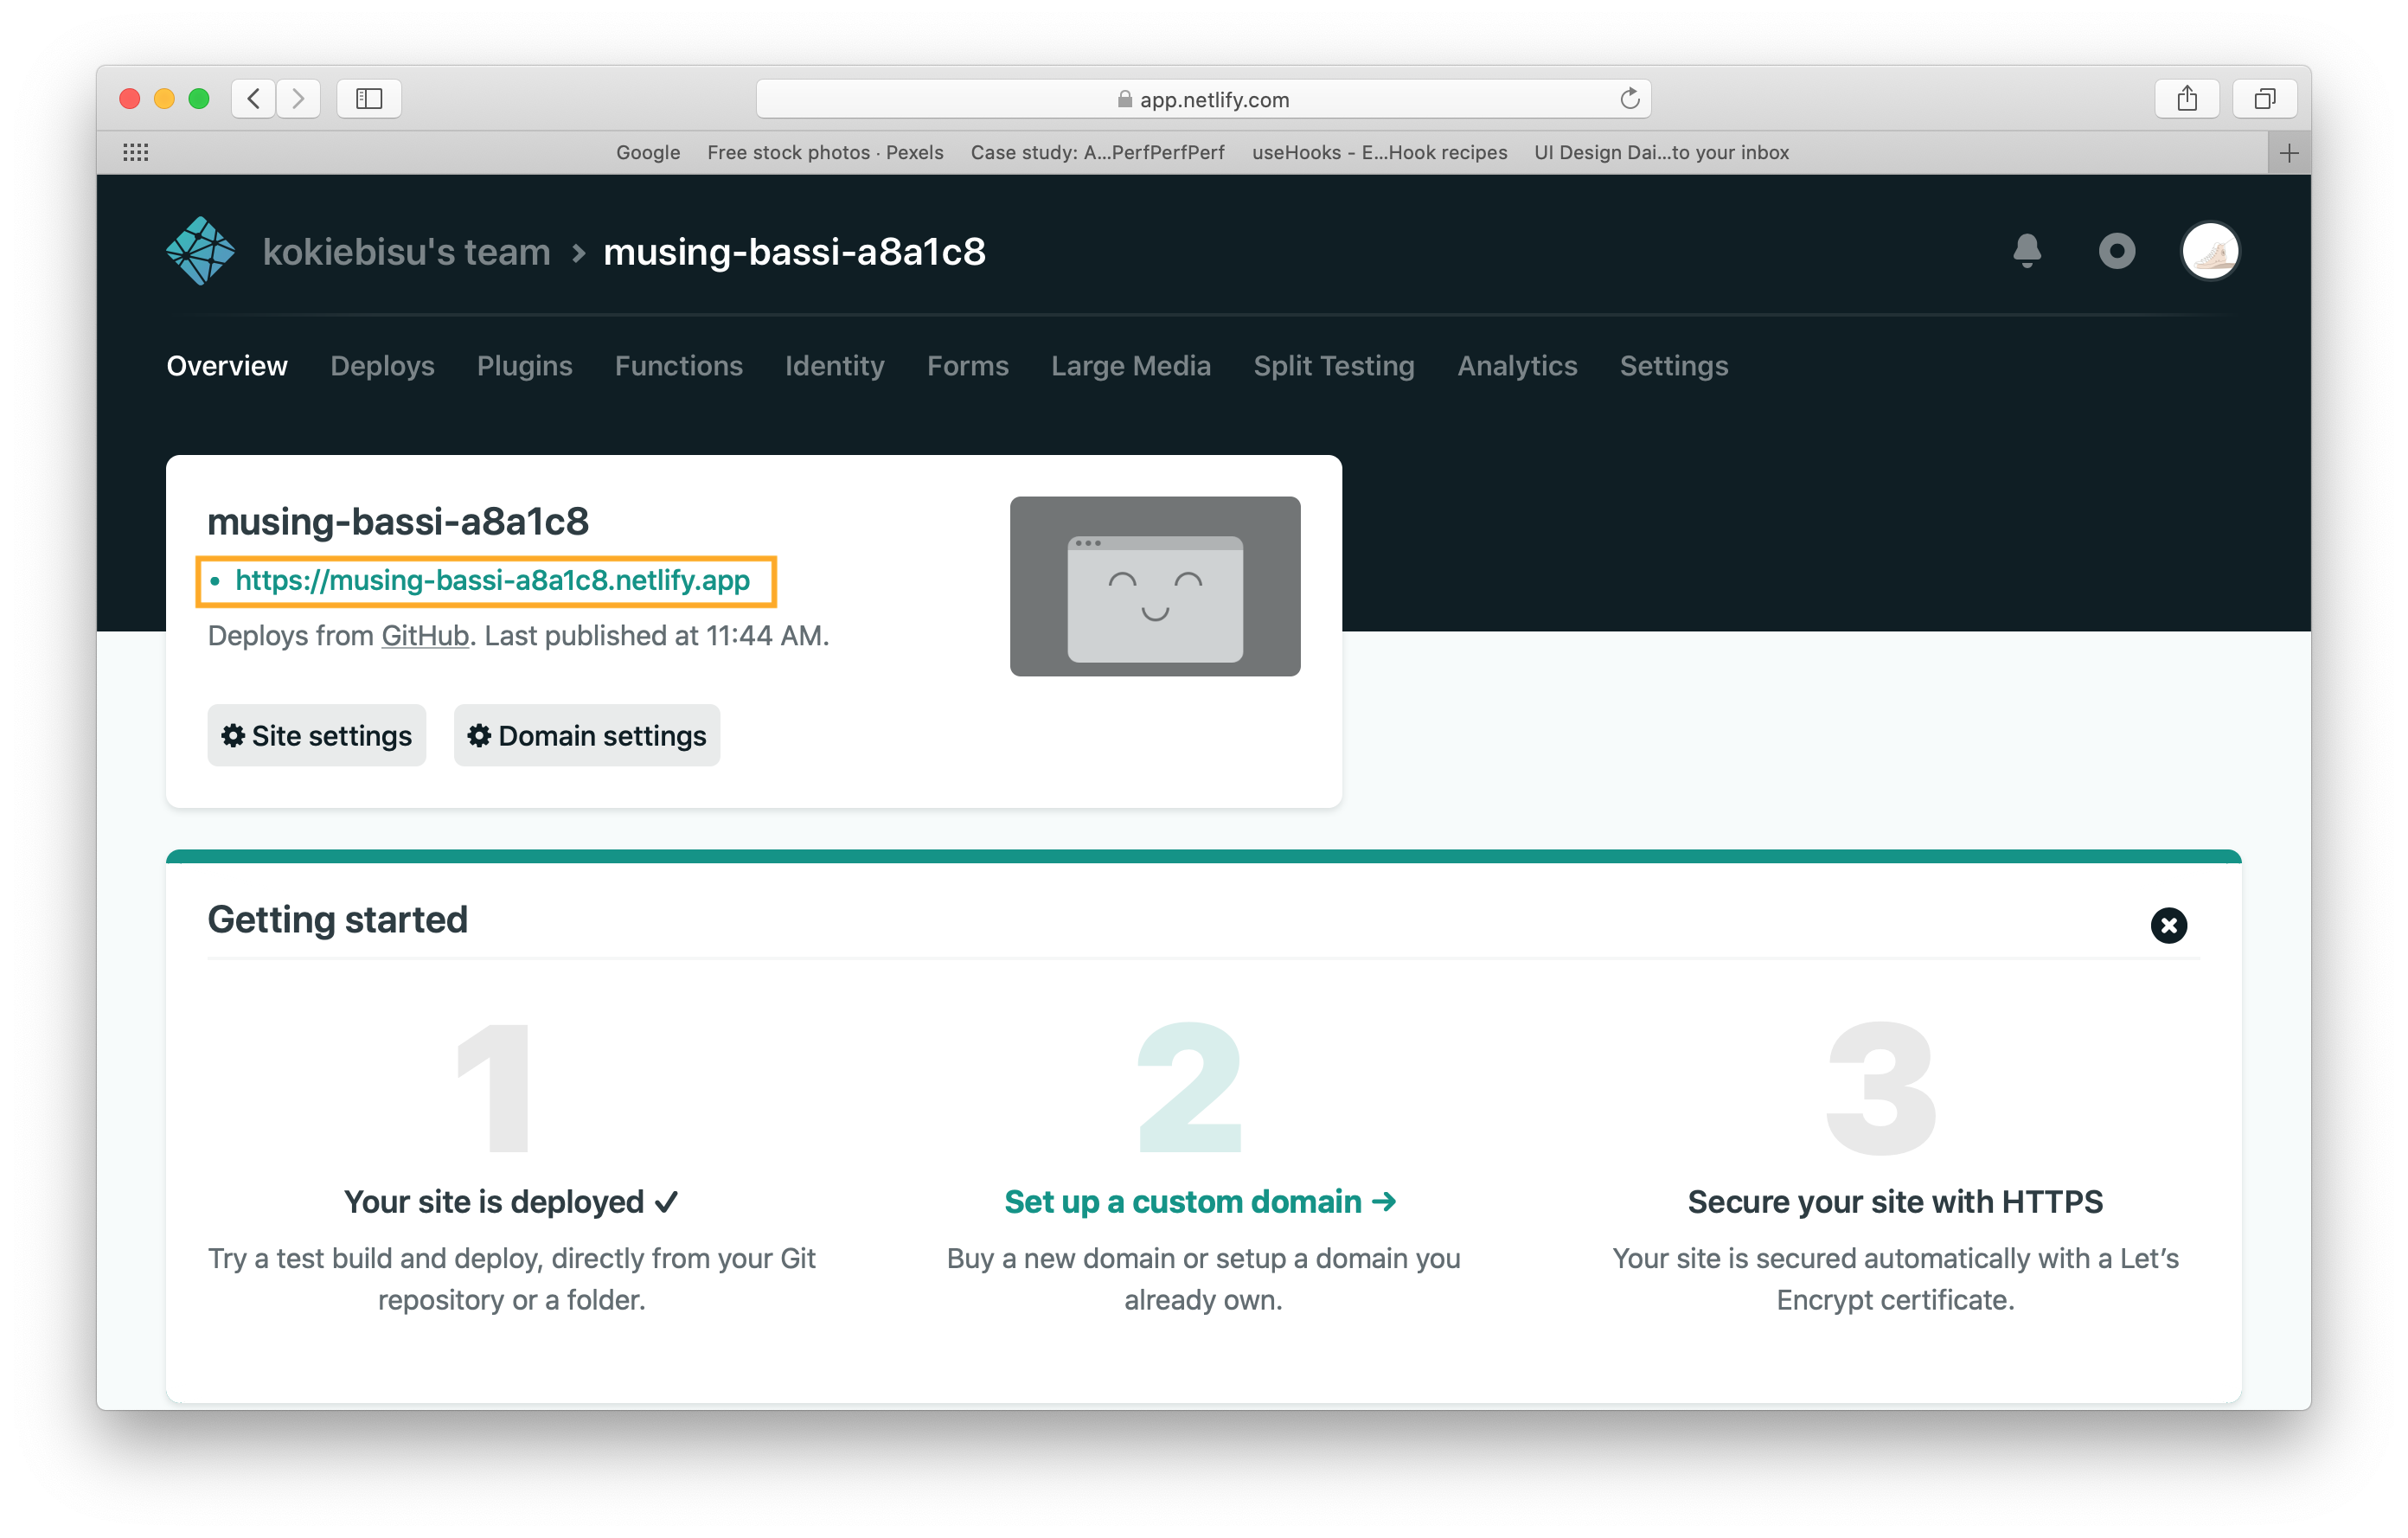 app.netlify.com
Google Free stock photos · Pexels Case study: A...PerfPerfPerf useHooks - E...Hook recipes UI Design Dai...to your inbox
kokiebisu's team > musing-bassi-a8a1c8
Overview Deploys Plugins Functions Identity Forms Large Media Split Testing Analytics Settings
musing-bassi-a8a1c8
• https://musing-bassi-a8a1c8.netlify.app
Deploys from GitHub. Last published at 11:44 AM.
Site settings Domain settings
Getting started
1
Your site is deployed ✓
Try a test build and deploy, directly from your Git
repository or a folder.
2
Set up a custom domain →
Buy a new domain or setup a domain you
already own.
3
Secure your site with HTTPS
Your site is secured automatically with a Let’s
Encrypt certificate.